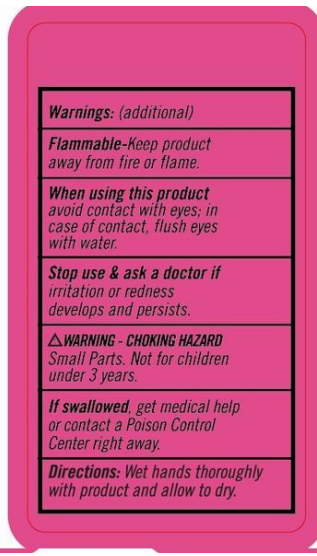 Warnings: (additional)
Flammable-Keep product
away from fire or flame.
When using this product
avoid contact with eyes; in
case of contact, flush eyes
with water.
Stop use & ask a doctor if
irritation or redness
develops and persists.
⚠WARNING - CHOKING HAZARD
Small Parts. Not for children
under 3 years.
If swallowed, get medical help
or contact a Poison Control
Center right away.
Directions: Wet hands thoroughly
with product and allow to dry.